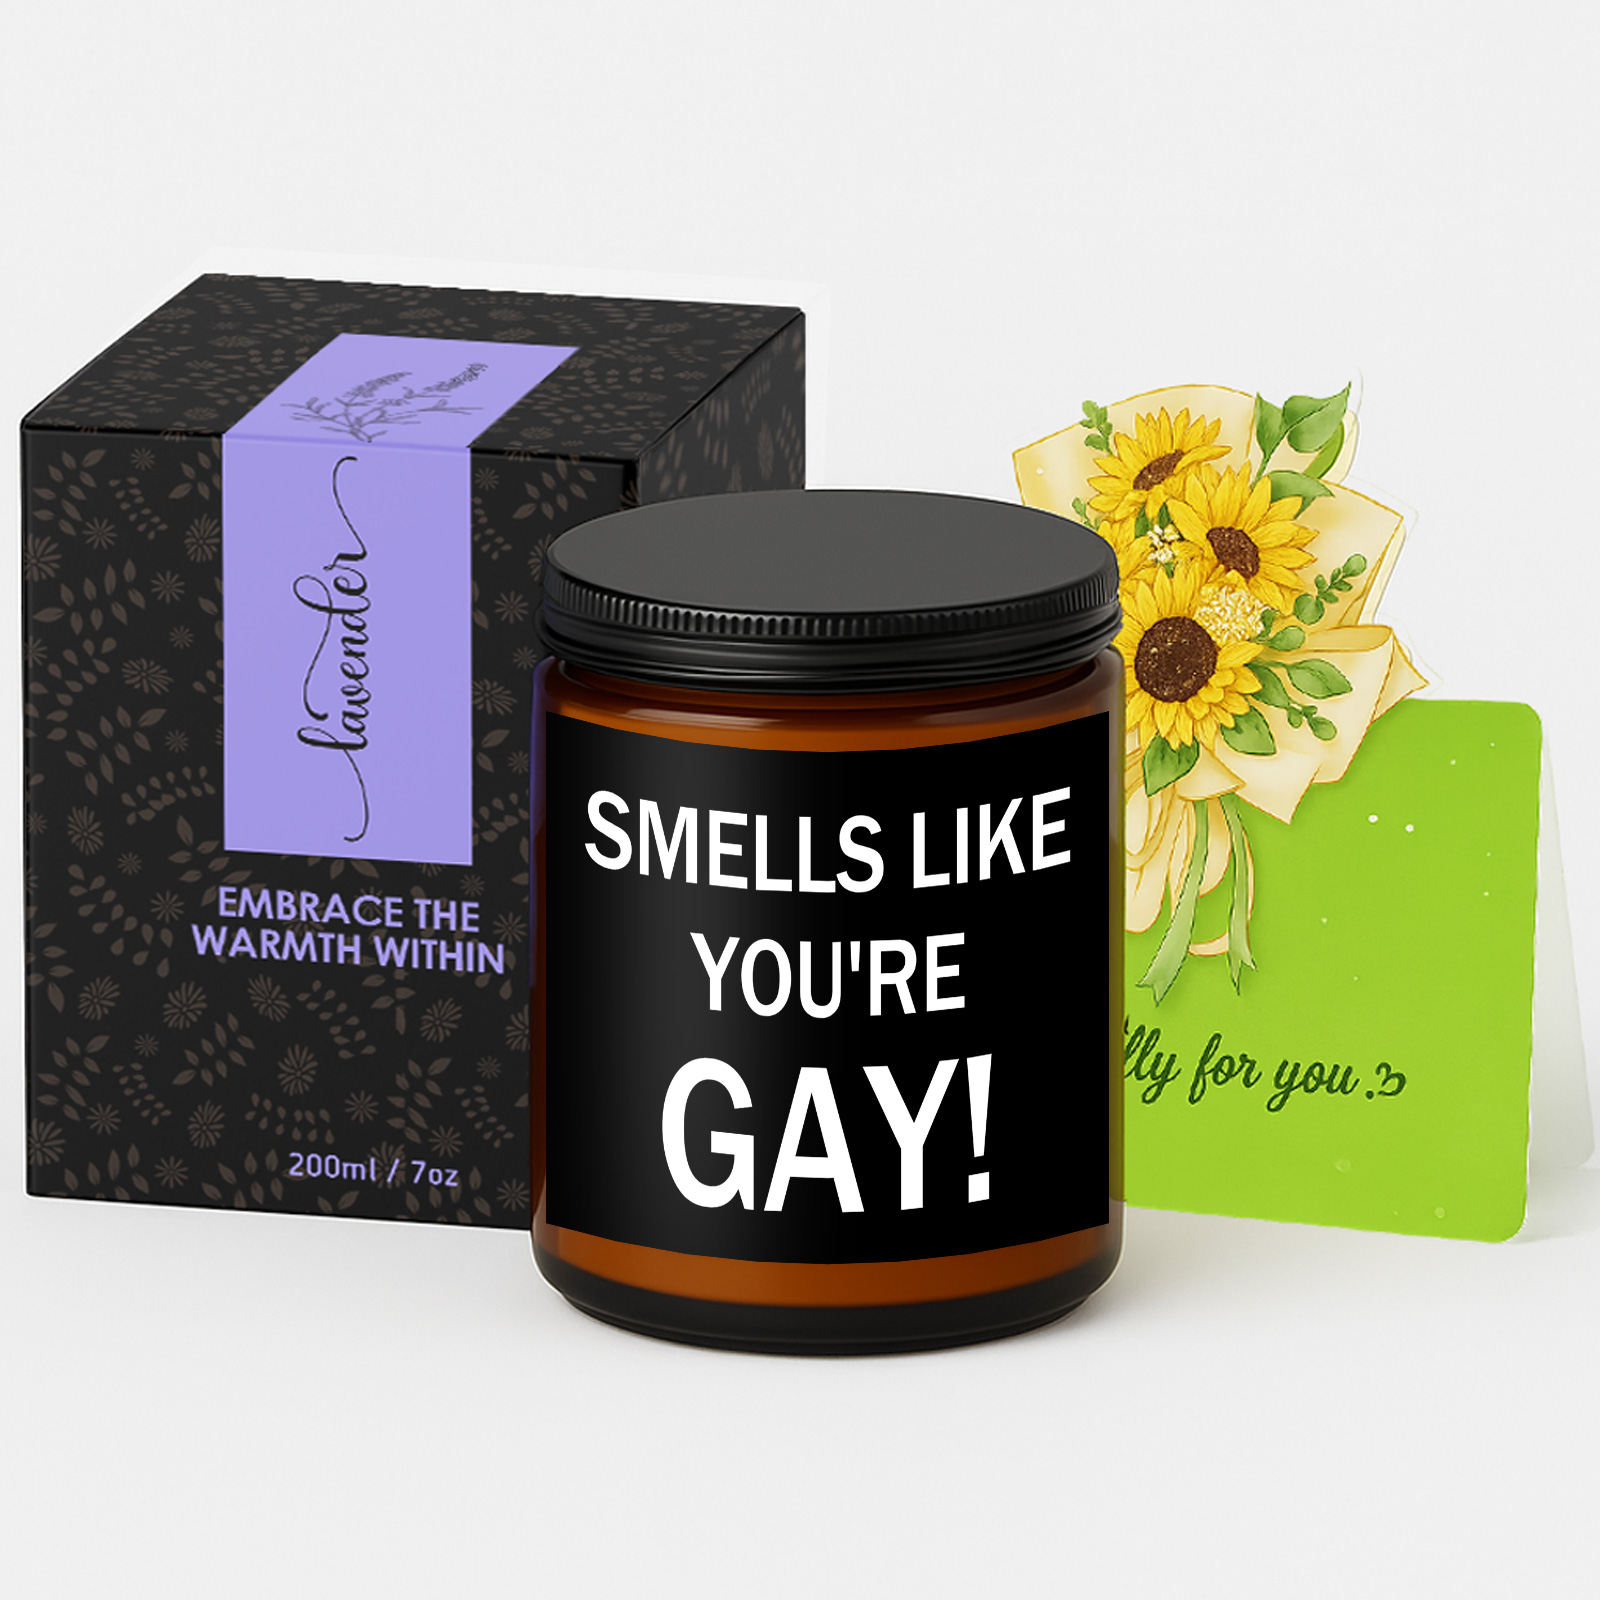 lavender
EMBRACE THE
WARMTH WITHIN
200ml / 7oz
SMELLS LIKE
YOU'RE
GAY!
for you